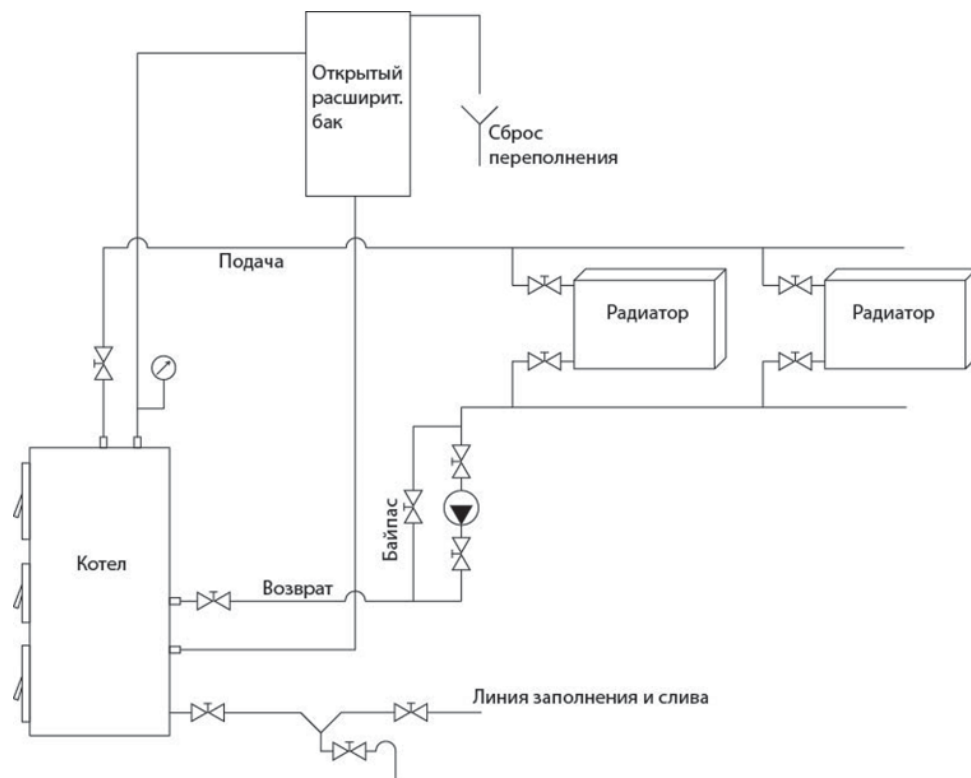 Открытый
расширит.
бак
Сброс
переполнения
Подача
Радиатор
Радиатор
Байпас
Котел
Возврат
Линия заполнения и слива